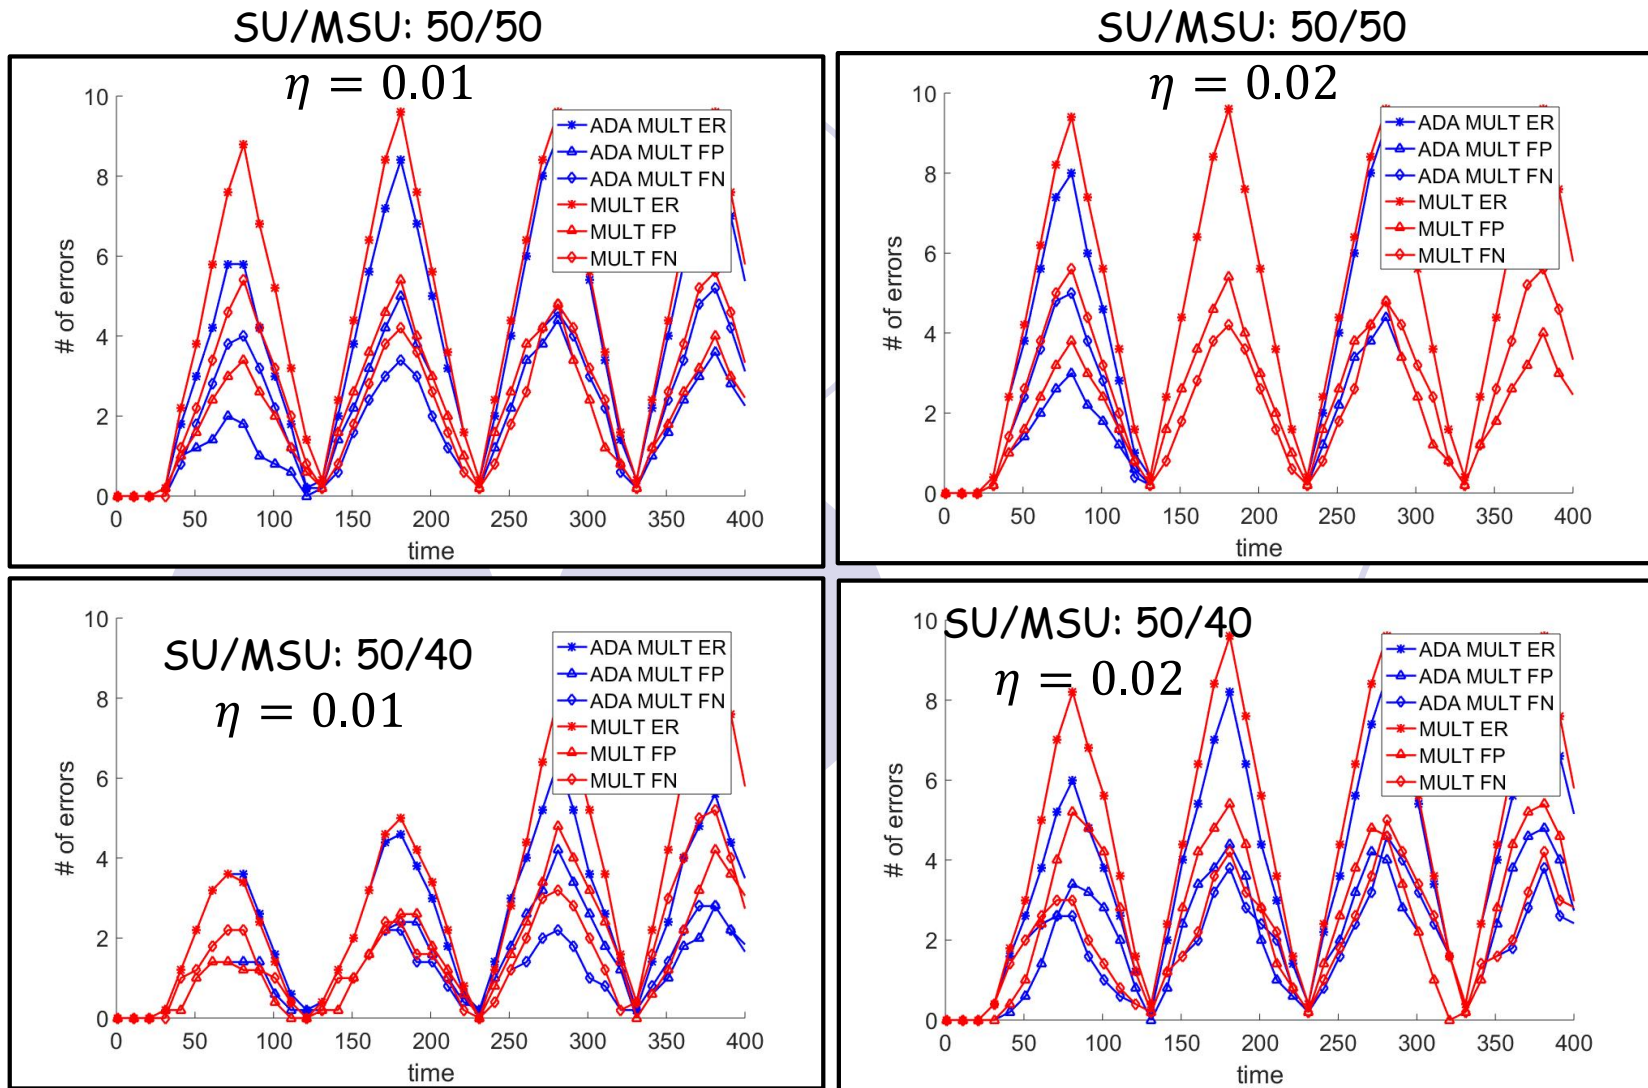 SU/MSU: 50/50
η = 0.01
10
8
6
4
2
0
# of errors
0 50 100 150 200 250 300 350 400
time
ADA MULT ER
ADA MULT FP
ADA MULT FN
MULT ER
MULT FP
MULT FN
SU/MSU: 50/50
η = 0.02
10
8
6
4
2
0
# of errors
0 50 100 150 200 250 300 350 400
time
ADA MULT ER
ADA MULT FP
ADA MULT FN
MULT ER
MULT FP
MULT FN
SU/MSU: 50/40
η = 0.01
10
8
6
4
2
0
# of errors
0 50 100 150 200 250 300 350 400
time
ADA MULT ER
ADA MULT FP
ADA MULT FN
MULT ER
MULT FP
MULT FN
SU/MSU: 50/40
η = 0.02
10
8
6
4
2
0
# of errors
0 50 100 150 200 250 300 350 400
time
ADA MULT ER
ADA MULT FP
ADA MULT FN
MULT ER
MULT FP
MULT FN